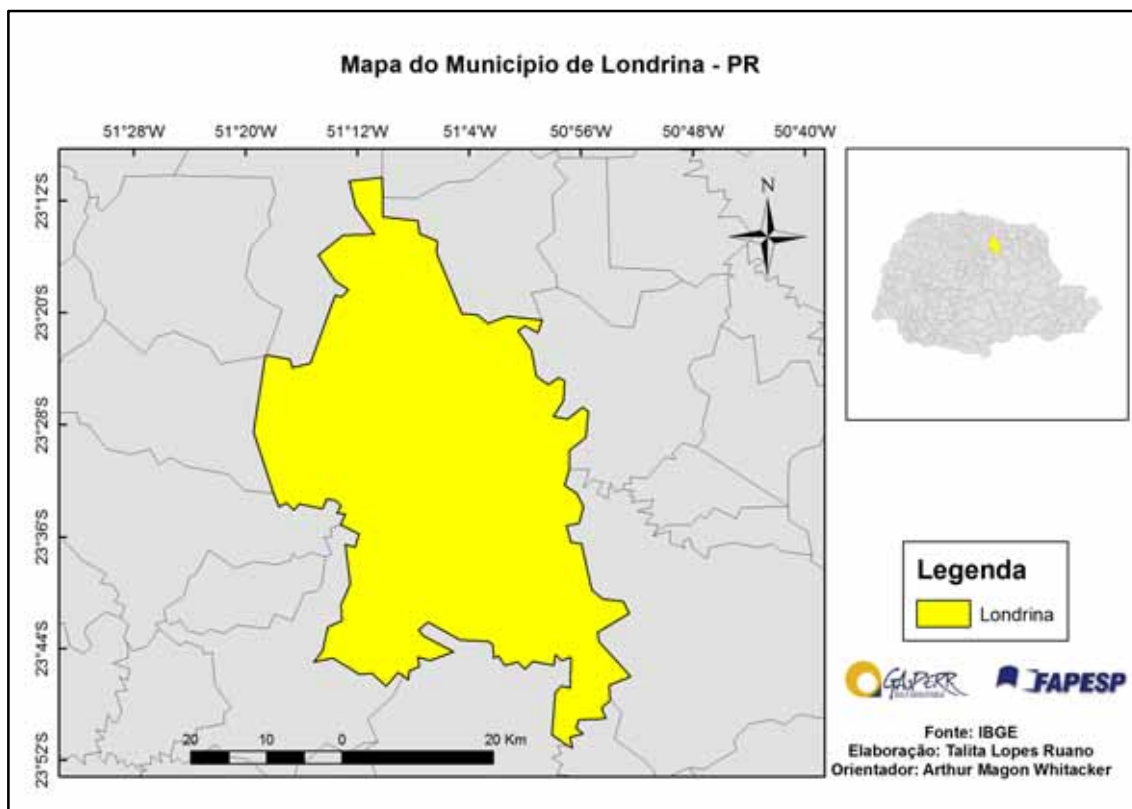 Mapa do Município de Londrina - PR
51°28'W 51°20'W 51°12'W 51°4'W 50°56'W 50°48'W 50°40'W
23°12'S
23°20'S
23°28'S
23°36'S
23°44'S
23°52'S
N
20 10 0 20 Km
Legenda
Londrina
GAsPERR
FAPESP
Fonte: IBGE
Elaboração: Talita Lopes Ruano
Orientador: Arthur Magon Whitacker